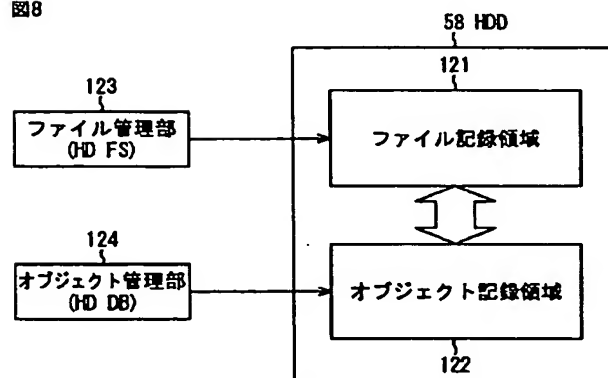 図8
58 HDD
121
123
ファイル管理部
(HD FS)
ファイル記録領域
124
オブジェクト管理部
(HD DB)
オブジェクト記録領域
122